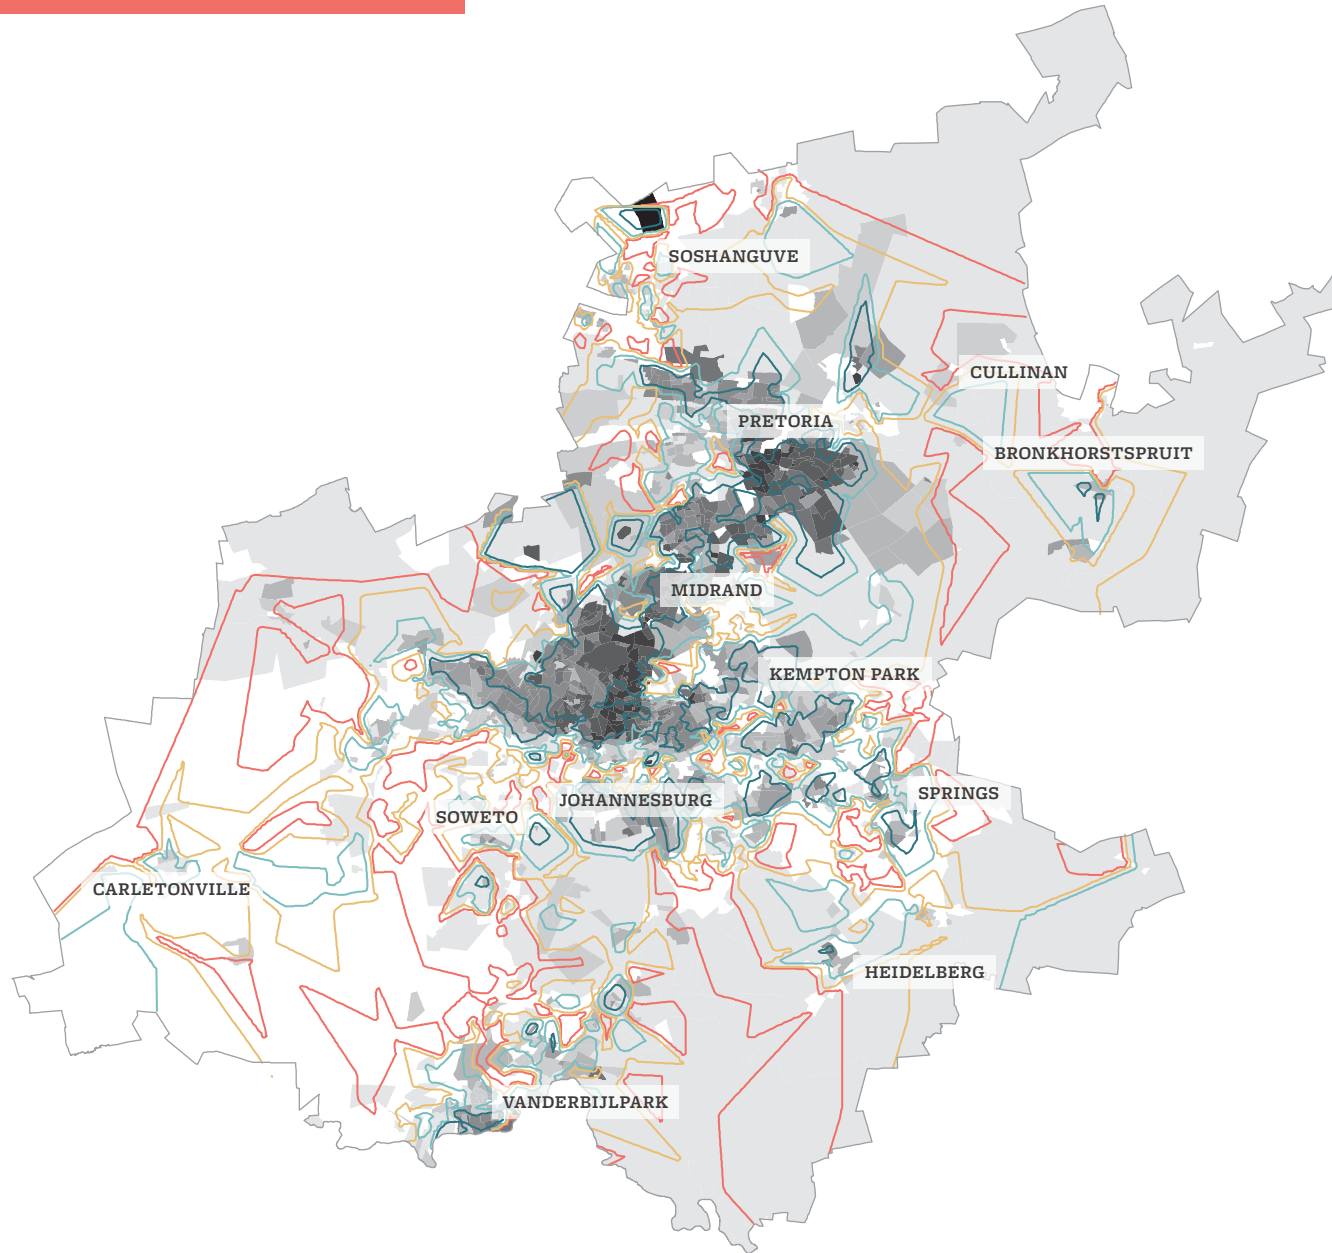 SOSHANGUVE
CULLINAN
PRETORIA
BRONKHORSTSPRUIT
MIDRAND
KEMPTON PARK
SPRINGS
JOHANNESBURG
SOWETO
CARLETONVILLE
HEIDELBERG
VANDERBIJLPARK